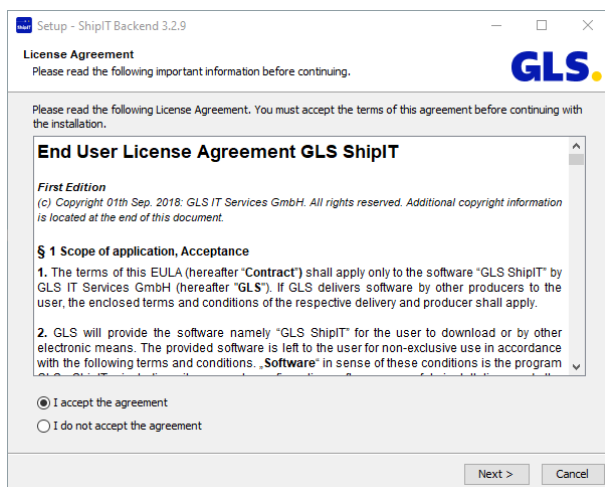 ShipIT
Setup - ShipIT Backend 3.2.9
License Agreement
Please read the following important information before continuing.
GLS.
Please read the following License Agreement. You must accept the terms of this agreement before continuing with
the installation.
End User License Agreement GLS ShipIT
First Edition
(c) Copyright 01th Sep. 2018: GLS IT Services GmbH. All rights reserved. Additional copyright information
is located at the end of this document.
§ 1 Scope of application, Acceptance
1. The terms of this EULA (hereafter “Contract”) shall apply only to the software “GLS ShipIT” by
GLS IT Services GmbH (hereafter "GLS"). If GLS delivers software by other producers to the
user, the enclosed terms and conditions of the respective delivery and producer shall apply.
2. GLS will provide the software namely “GLS ShipIT” for the user to download or by other
electronic means. The provided software is left to the user for non-exclusive use in accordance
with the following terms and conditions. „Software“ in sense of these conditions is the program
I accept the agreement
I do not accept the agreement
Next >
Cancel